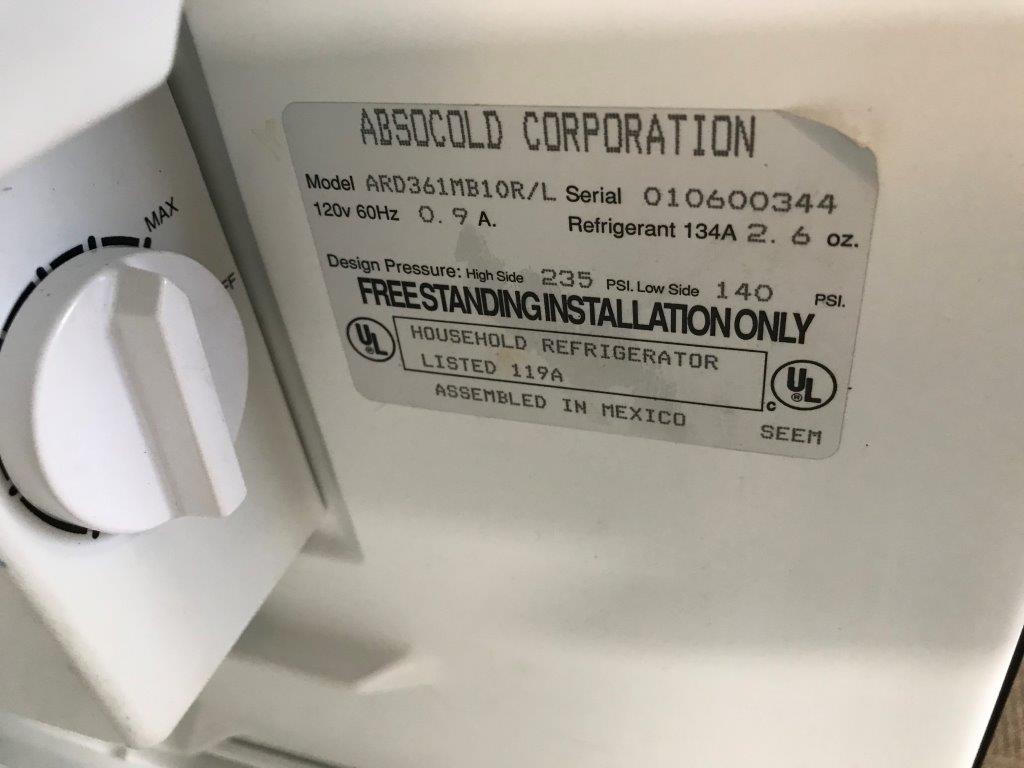 ABSOCOLD CORPORATION
Model ARD361MB10R/L Serial 010600344
120v 60Hz 0.9 A. Refrigerant 134A 2.6 oz.
Design Pressure: High Side 235 PSI. Low Side 140 PSI.
FREESTANDING INSTALLATION ONLY
UL ® HOUSEHOLD REFRIGERATOR
LISTED 119A
c UL ®
ASSEMBLED IN MEXICO
SEEM
MAX